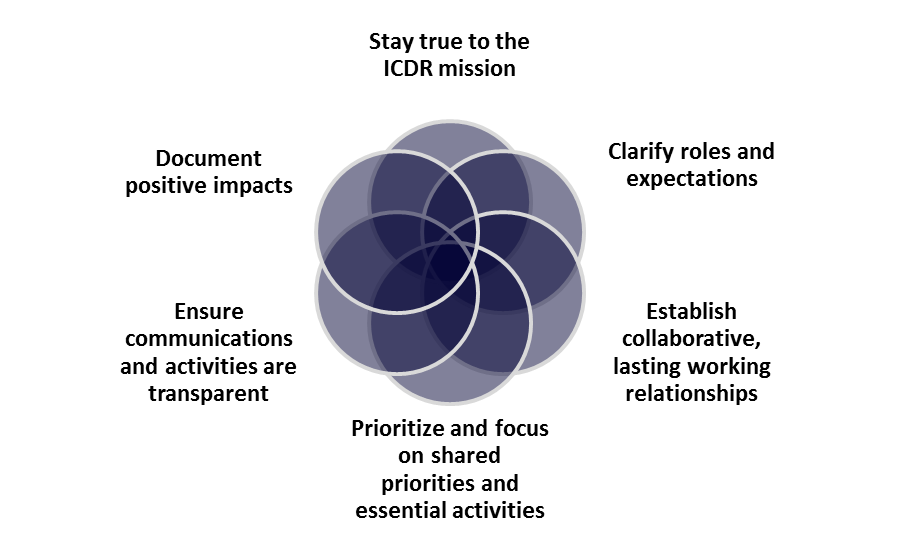 Stay true to the
ICDR mission
Clarify roles and
expectations
Establish
collaborative,
lasting working
relationships
Prioritize and focus
on shared
priorities and
essential activities
Ensure
communications
and activities are
transparent
Document
positive impacts